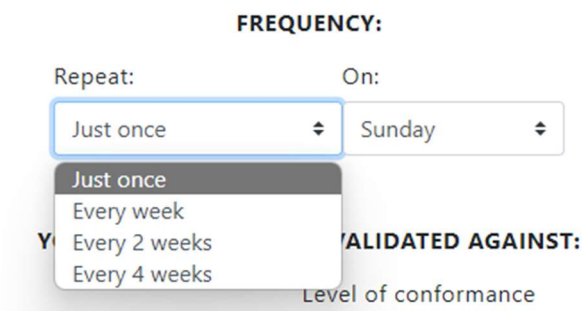 FREQUENCY:
Repeat: On:
Just once Sunday
Just once
Every week
Every 2 weeks
Every 4 weeks
Y ALIDATED AGAINST:
Level of conformance